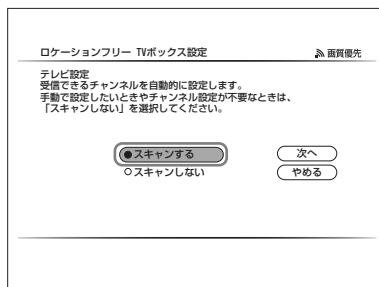 ロケーションフリー TVボックス設定
画質優先
テレビ設定
受信できるチャンネルを自動的に設定します。
手動で設定したいときやチャンネル設定が不要なときは、
「スキャンしない」を選択してください。
●スキャンする
次へ
○スキャンしない
やめる